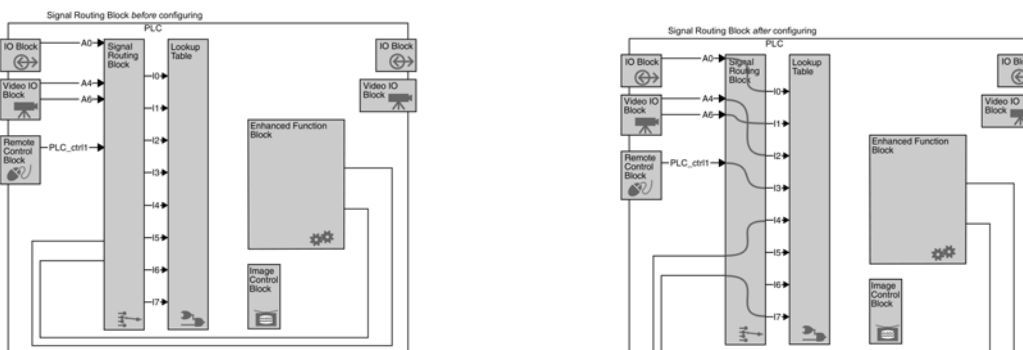 Signal Routing Block before configuring
PLC
IO Block
A0
Signal
Routing
Block
Lookup
Table
IO Block
Video IO
Block
A4
A6
I0
I1
Video IO
Block
Remote
Control
Block
PLC_ctrl1
I2
I3
I4
I5
I6
I7
Enhanced Function
Block
Image
Control
Block
Signal Routing Block after configuring
PLC
IO Block
A0
Signal
Routing
Block
Lookup
Table
Video IO
Block
A4
A6
I0
I1
Video IO
Block
Remote
Control
Block
PLC_ctrl1
I2
I3
I4
I5
I6
I7
Enhanced Function
Block
Image
Control
Block